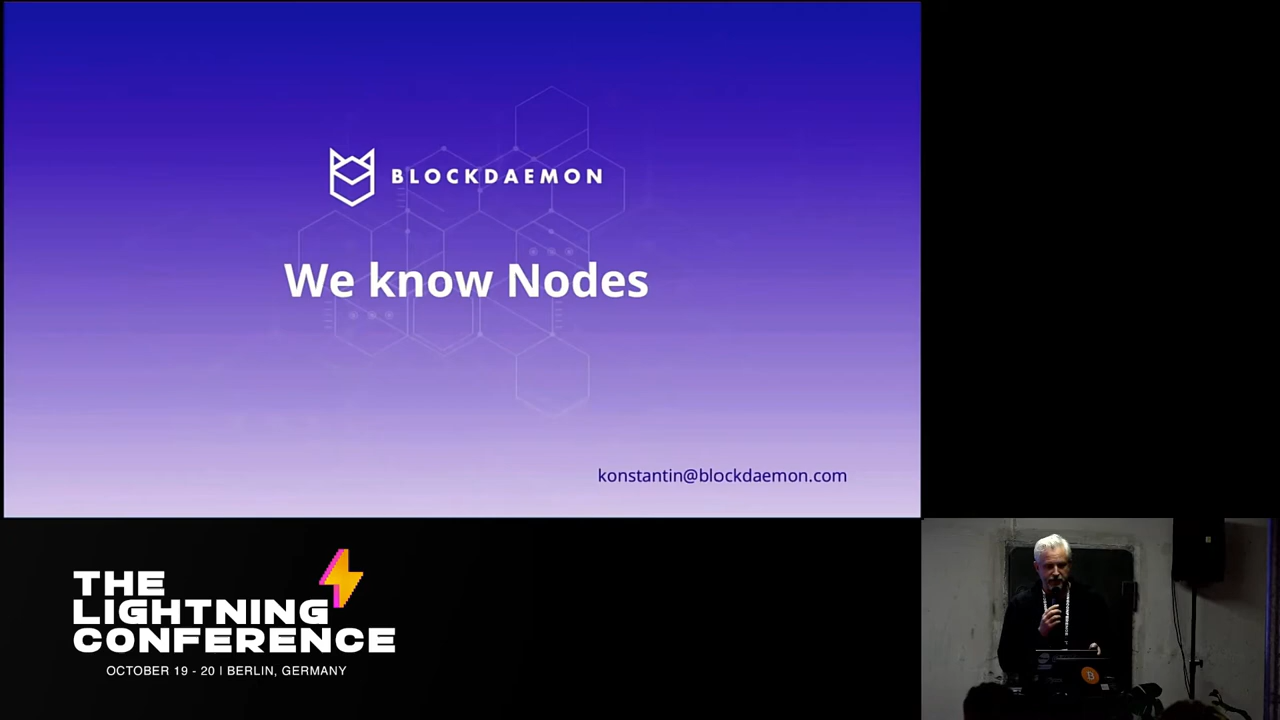 BLOCKDAEMON
We know Nodes
konstantin@blockdaemon.com
THE
LIGHTNING
CONFERENCE
OCTOBER 19 - 20 | BERLIN, GERMANY